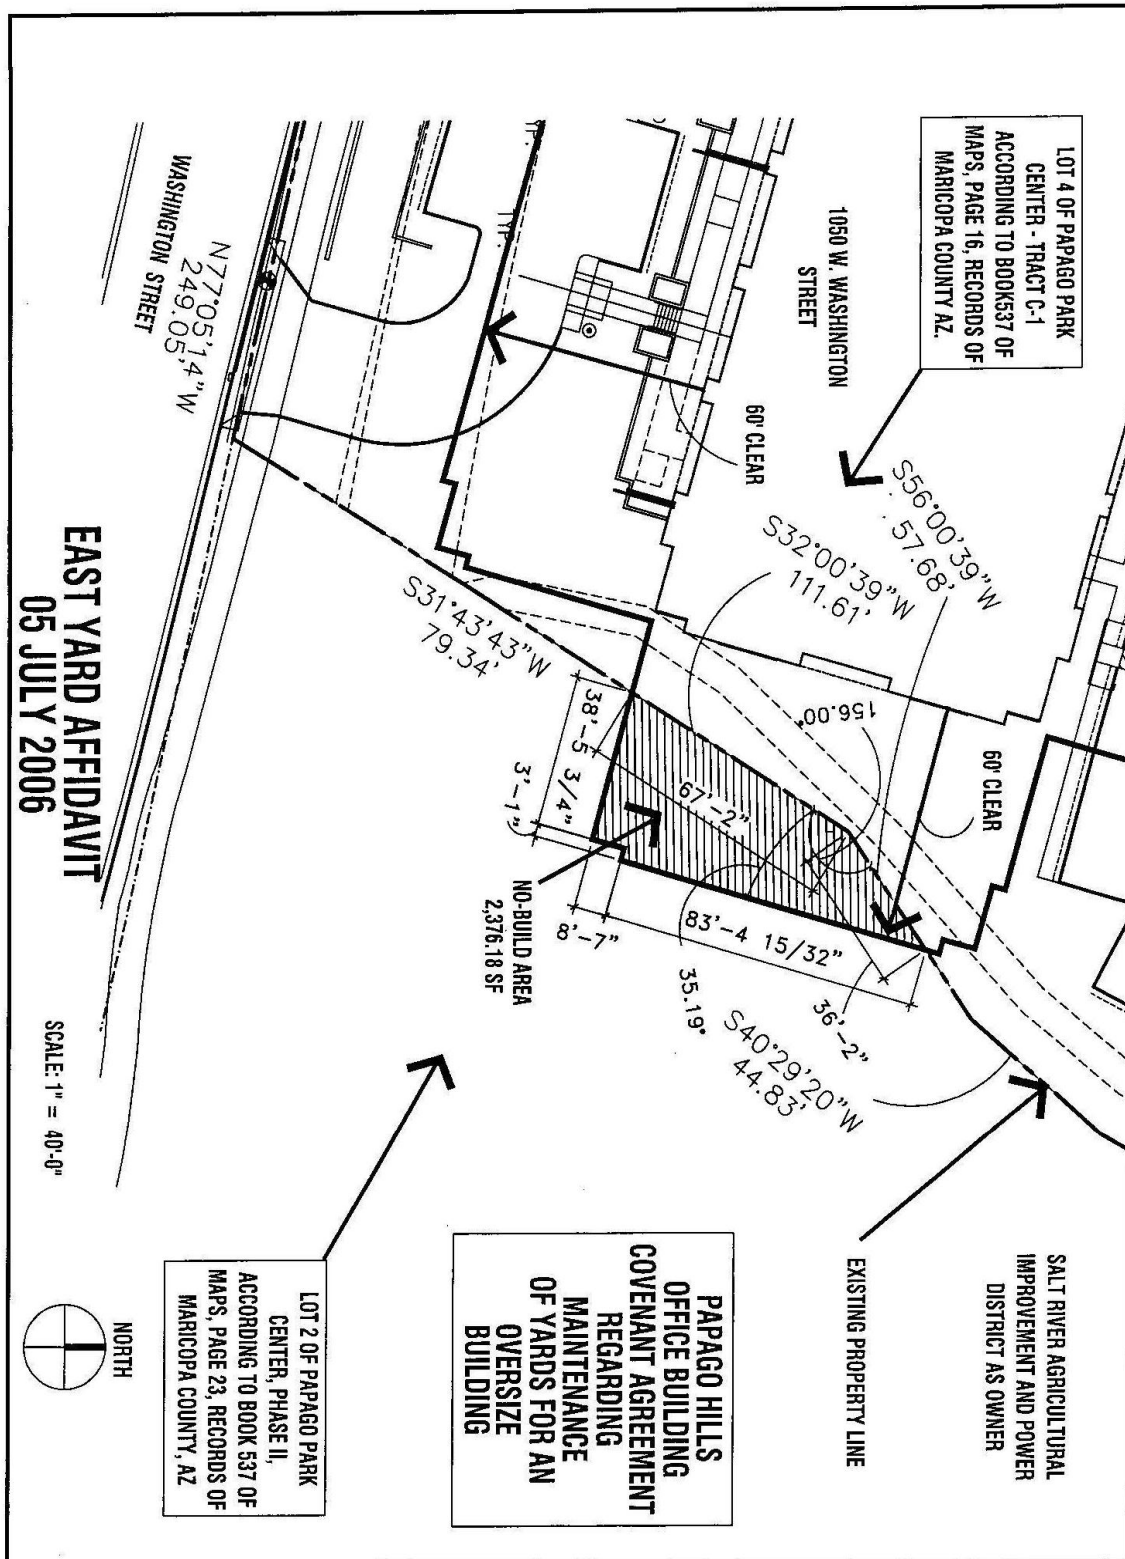 LOT 4 OF PAPAGO PARK
CENTER - TRACT C-1
ACCORDING TO BOOK537 OF
MAPS, PAGE 16, RECORDS OF
MARICOPA COUNTY AZ.
SALT RIVER AGRICULTURAL
IMPROVEMENT AND POWER
DISTRICT AS OWNER
EXISTING PROPERTY LINE
1050 W. WASHINGTON
STREET
60' CLEAR
S56°00'39"W
57.68'
S32°00'39"W
111.61'
156.00°
60' CLEAR
TYP.
TYP.
S31°43'43"W
79.34'
67'-2"
38'-5 3/4"
3'-1"
8'-7"
83'-4 15/32"
35.19°
36'-2"
S40°29'20"W
44.83'
NO-BUILD AREA
2,376.18 SF
N77°05'14"W
249.05'
WASHINGTON STREET
PAPAGO HILLS
OFFICE BUILDING
COVENANT AGREEMENT
REGARDING
MAINTENANCE
OF YARDS FOR AN
OVERSIZE
BUILDING
LOT 2 OF PAPAGO PARK
CENTER, PHASE II,
ACCORDING TO BOOK 537 OF
MAPS, PAGE 23, RECORDS OF
MARICOPA COUNTY, AZ
EAST YARD AFFIDAVIT
05 JULY 2006
SCALE: 1" = 40'-0"
NORTH